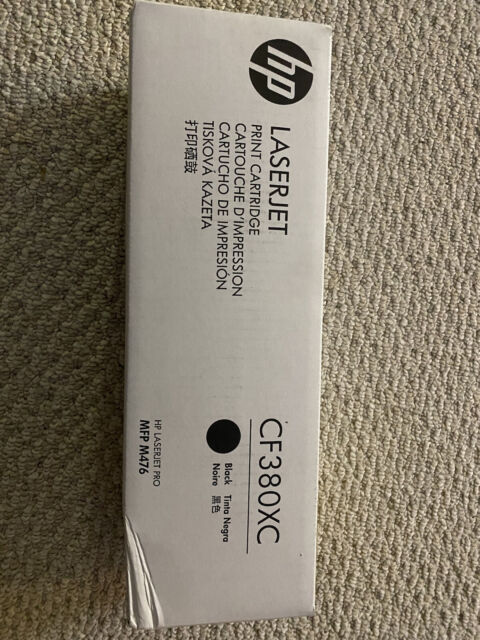 hp
LASERJET
PRINT CARTRIDGE
CARTOUCHE D'IMPRESSION
CARTUCHO DE IMPRESIÓN
TISKOVÁ KAZETA
打印硒鼓
CF380XC
Black Tinta Negra
Noire 黑色
HP LASERJET PRO
MFP M476